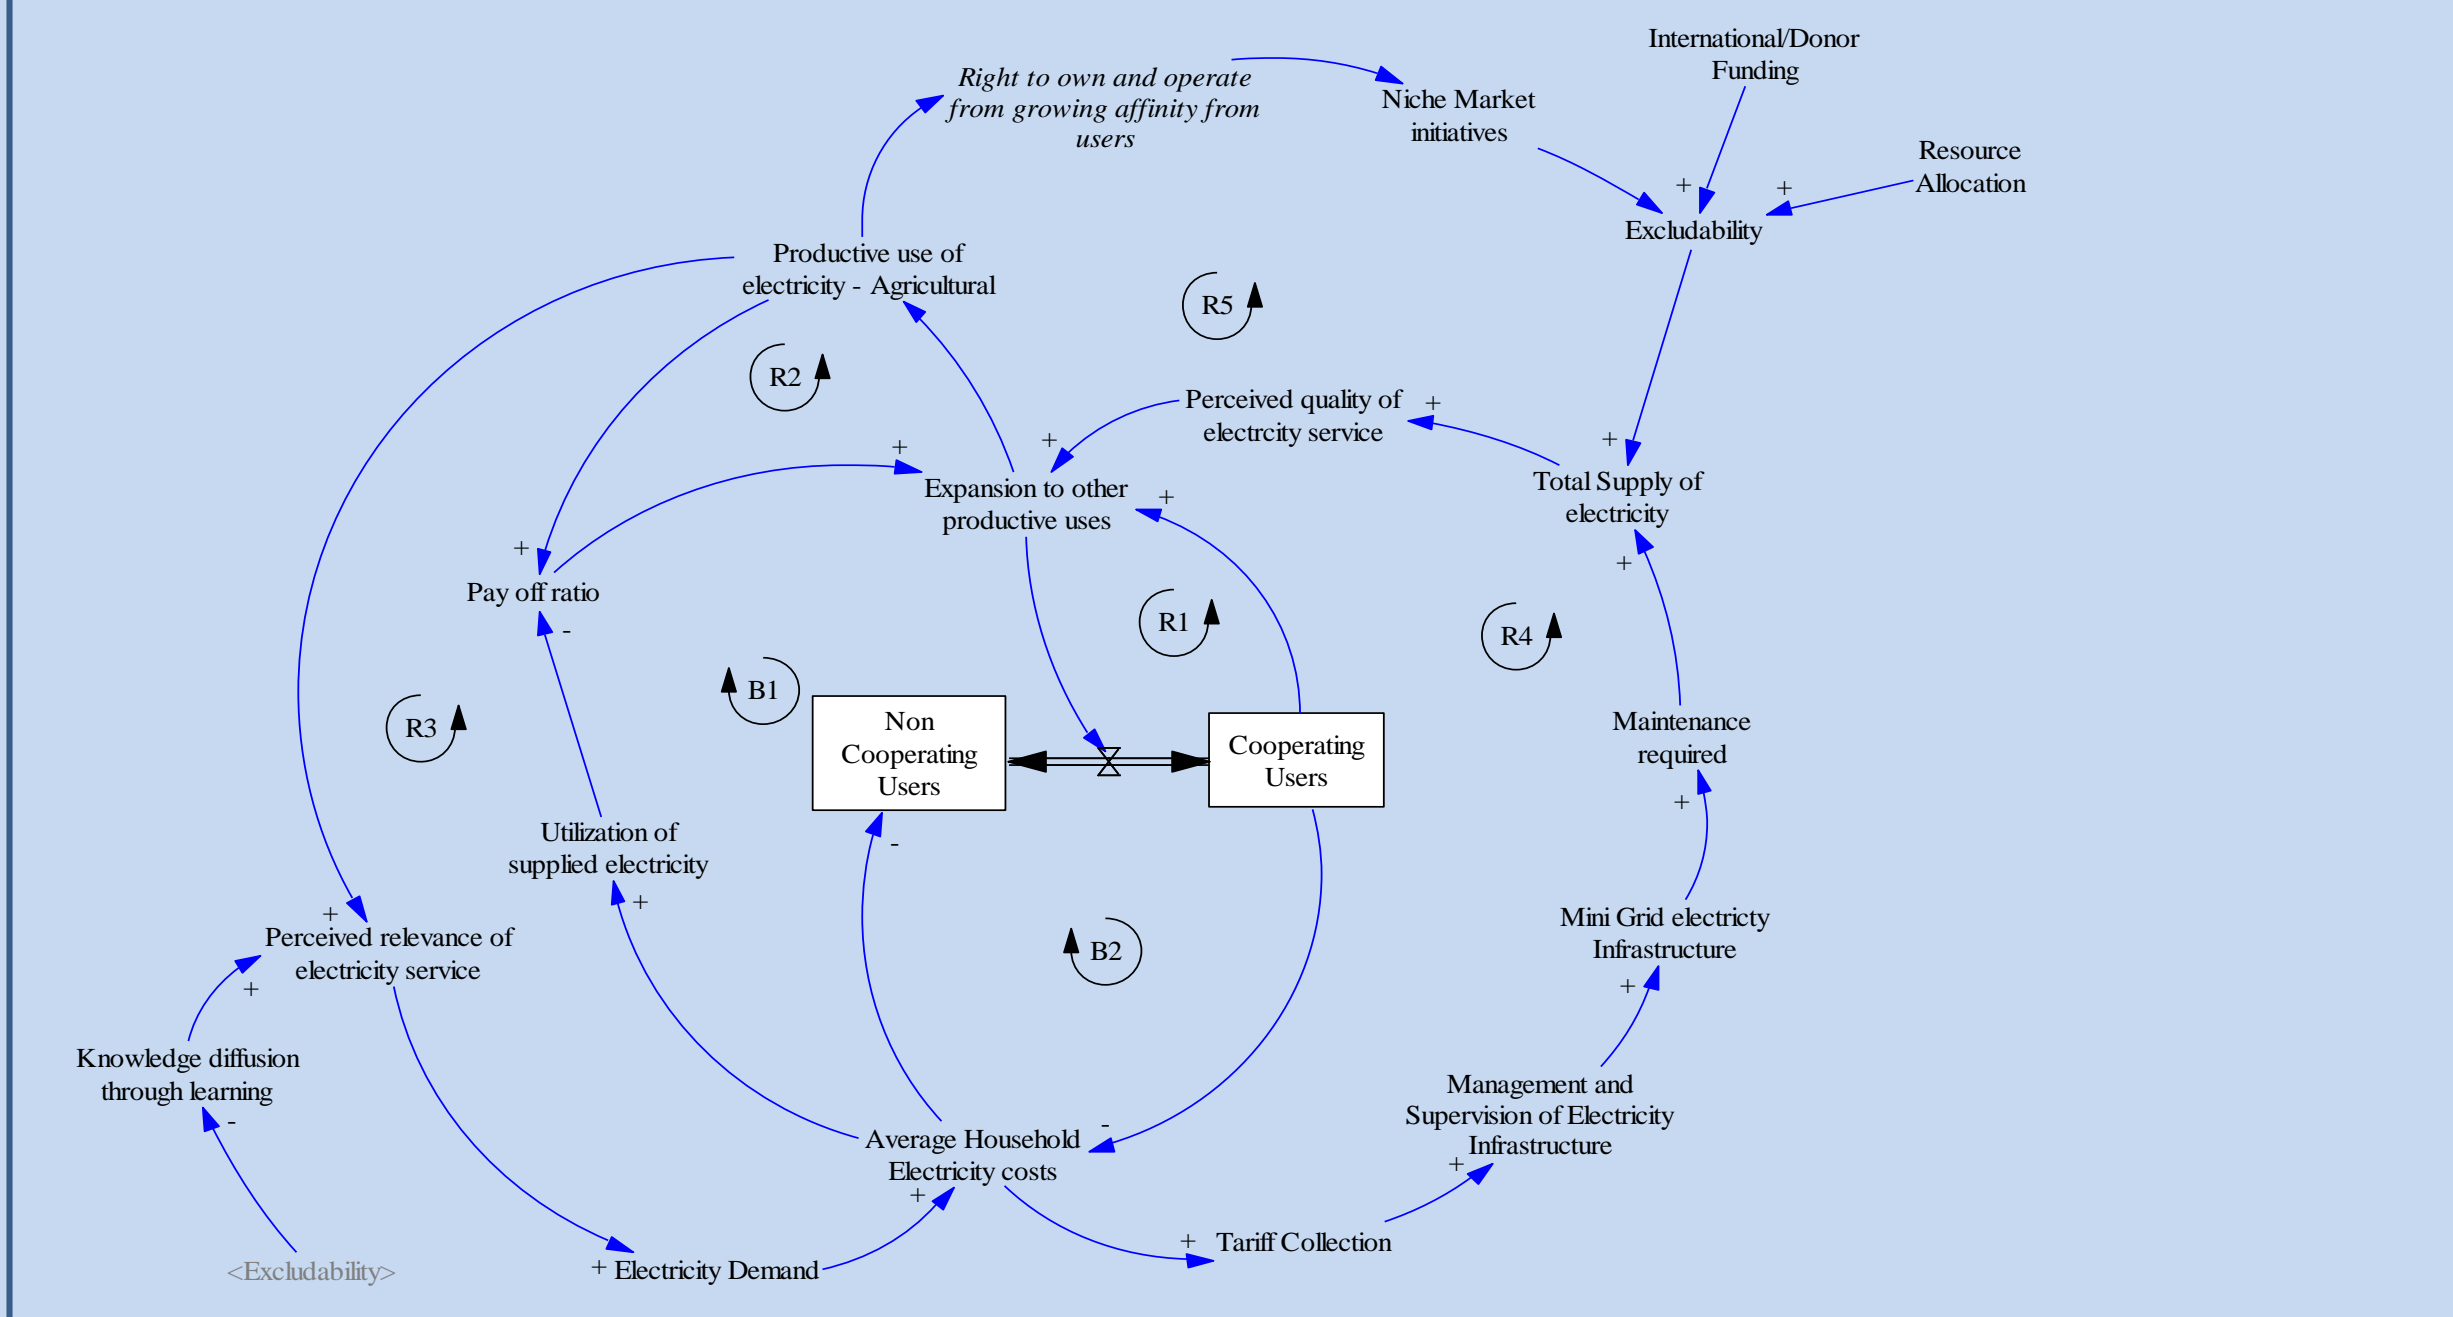 International/Donor
Funding
Right to own and operate
from growing affinity from
users
Niche Market
initiatives
Resource
Allocation
+
+
Excludability
Productive use of
electricity - Agricultural
R5
R2
Perceived quality of
electrcity service
+
+
+
+
Expansion to other
productive uses
+
Total Supply of
electricity
+
+
Pay off ratio
-
R1
R4
B1
R3
Non
Cooperating
Users
Cooperating
Users
Maintenance
required
+
-
Utilization of
supplied electricity
+
+
Perceived relevance of
electricity service
+
Mini Grid electricty
Infrastructure
+
B2
Knowledge diffusion
through learning
-
Management and
Supervision of Electricity
Infrastructure
+
-
Average Household
Electricity costs
+
+
Tariff Collection
<Excludability>
+
Electricity Demand